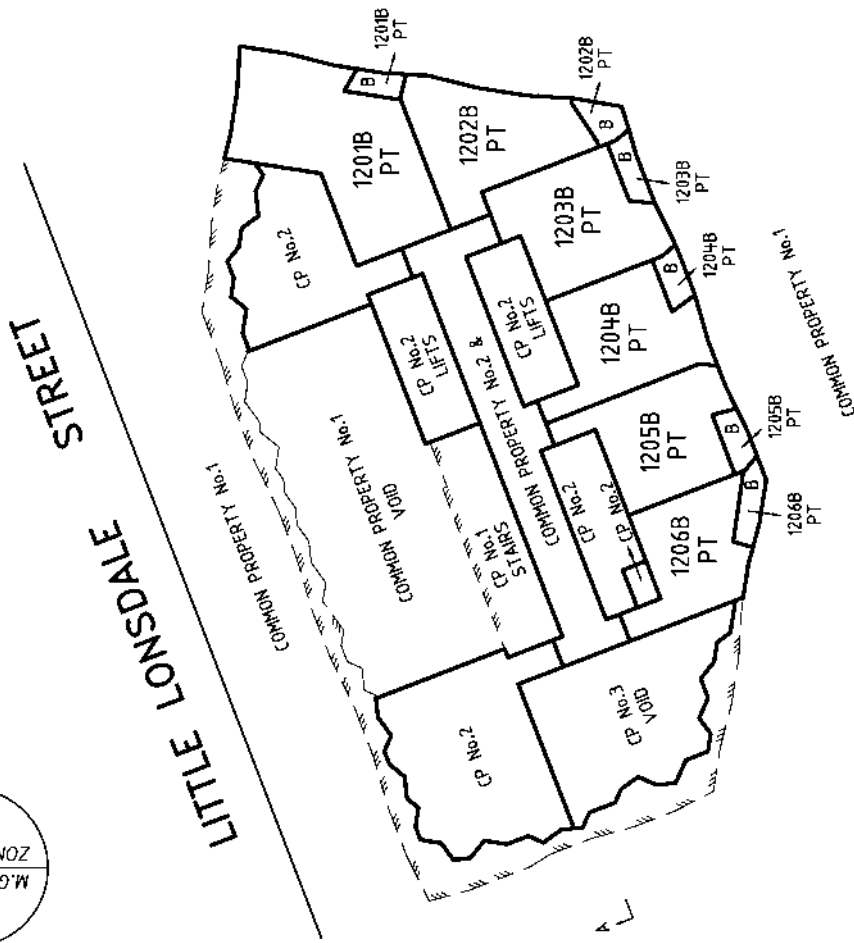 LITTLE LONSDALE STREET
COMMON PROPERTY No.1
COMMON PROPERTY No.1
VOID
CP No.2
CP No.2
LIFTS
CP No.1
STAIRS
COMMON PROPERTY No.2 &
CP No.2
LIFTS
CP No.2
CP No.2
CP No.2
CP No.3
VOID
1201B
PT
B
1201B
PT
1202B
PT
B
1202B
PT
1203B
PT
B
1203B
PT
1204B
PT
B
1204B
PT
1205B
PT
B
1205B
PT
1206B
PT
B
1206B
PT
COMMON PROPERTY No.1
A
M.G
ZON